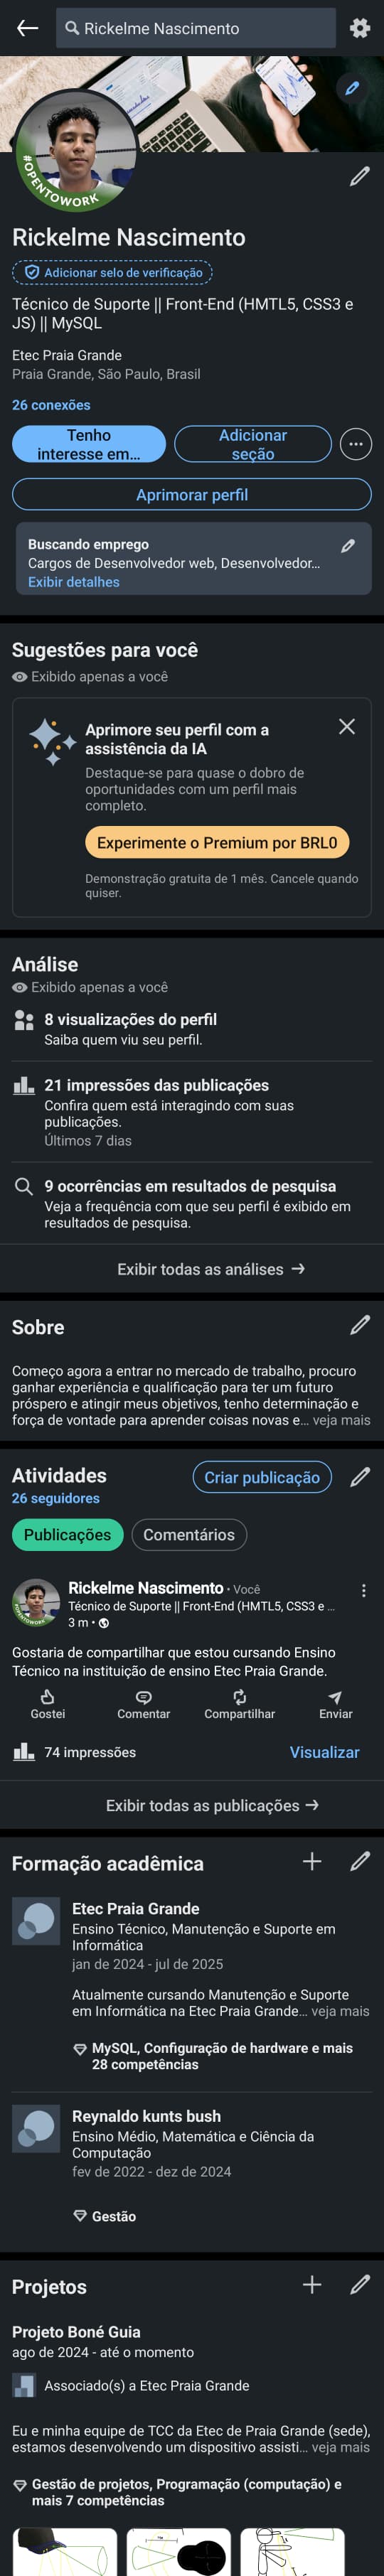 Rickelme Nascimento
#OPENTOWORK
Rickelme Nascimento
Adicionar selo de verificação
Técnico de Suporte || Front-End (HMTL5, CSS3 e
JS) || MySQL
Etec Praia Grande
Praia Grande, São Paulo, Brasil
26 conexões
Tenho
interesse em...
Adicionar
seção
Aprimorar perfil
Buscando emprego
Cargos de Desenvolvedor web, Desenvolvedor...
Exibir detalhes
Sugestões para você
Exibido apenas a você
Aprimore seu perfil com a
assistência da IA
Destaque-se para quase o dobro de
oportunidades com um perfil mais
completo.
Experimente o Premium por BRL0
Demonstração gratuita de 1 mês. Cancele quando
quiser.
Análise
Exibido apenas a você
8 visualizações do perfil
Saiba quem viu seu perfil.
21 impressões das publicações
Confira quem está interagindo com suas
publicações.
Últimos 7 dias
9 ocorrências em resultados de pesquisa
Veja a frequência com que seu perfil é exibido em
resultados de pesquisa.
Exibir todas as análises →
Sobre
Começo agora a entrar no mercado de trabalho, procuro
ganhar experiência e qualificação para ter um futuro
próspero e atingir meus objetivos, tenho determinação e
força de vontade para aprender coisas novas e... veja mais
Atividades
Criar publicação
26 seguidores
Publicações
Comentários
Rickelme Nascimento • Você
Técnico de Suporte || Front-End (HMTL5, CSS3 e ...
3 m •
Gostaria de compartilhar que estou cursando Ensino
Técnico na instituição de ensino Etec Praia Grande.
Gostei
Comentar
Compartilhar
Enviar
74 impressões
Visualizar
Exibir todas as publicações →
Formação acadêmica
Etec Praia Grande
Ensino Técnico, Manutenção e Suporte em
Informática
jan de 2024 - jul de 2025
Atualmente cursando Manutenção e Suporte
em Informática na Etec Praia Grande... veja mais
MySQL, Configuração de hardware e mais
28 competências
Reynaldo kunts bush
Ensino Médio, Matemática e Ciência da
Computação
fev de 2022 - dez de 2024
Gestão
Projetos
Projeto Boné Guia
ago de 2024 - até o momento
Associado(s) a Etec Praia Grande
Eu e minha equipe de TCC da Etec de Praia Grande (sede),
estamos desenvolvendo um dispositivo assisti... veja mais
Gestão de projetos, Programação (computação) e
mais 7 competências